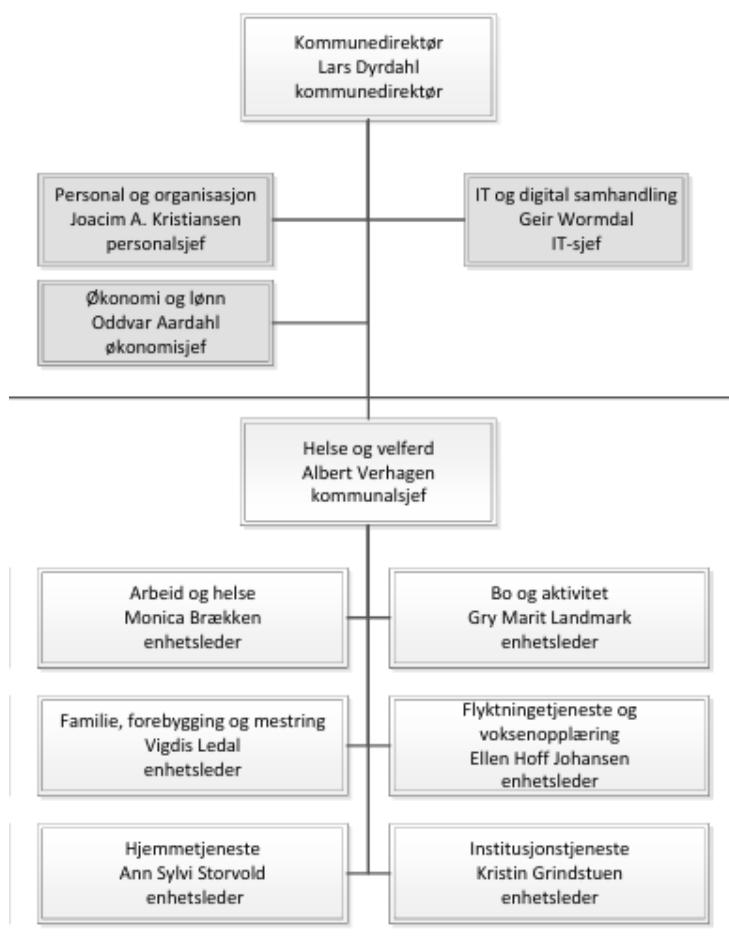 Kommunedirektør
Lars Dyrdahl
kommunedirektør
Personal og organisasjon
Joacim A. Kristiansen
personalsjef
IT og digital samhandling
Geir Wormdal
IT-sjef
Økonomi og lønn
Oddvar Aardahl
økonomisjef
Helse og velferd
Albert Verhagen
kommunalsjef
Arbeid og helse
Monica Brækken
enhetsleder
Bo og aktivitet
Gry Marit Landmark
enhetsleder
Familie, forebygging og mestring
Vigdis Ledal
enhetsleder
Flyktningetjeneste og
voksenopplæring
Ellen Hoff Johansen
enhetsleder
Hjemmetjeneste
Ann Sylvi Storvold
enhetsleder
Institusjonstjeneste
Kristin Grindstuen
enhetsleder